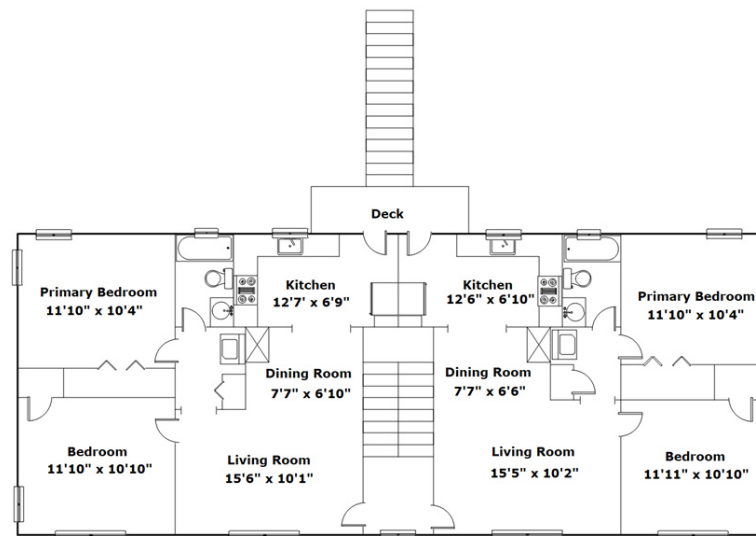 Deck
Kitchen
12'7' x 6'9"
Kitchen
12'6" x 6'10"
Primary Bedroom
11'10" x 10'4"
Primary Bedroom
11'10" x 10'4"
Dining Room
7'7" x 6'10"
Dining Room
7'7" x 6'6"
Bedroom
11'10" x 10'10"
Living Room
15'6" x 10'1"
Living Room
15'5" x 10'2"
Bedroom
11'11" x 10'10"